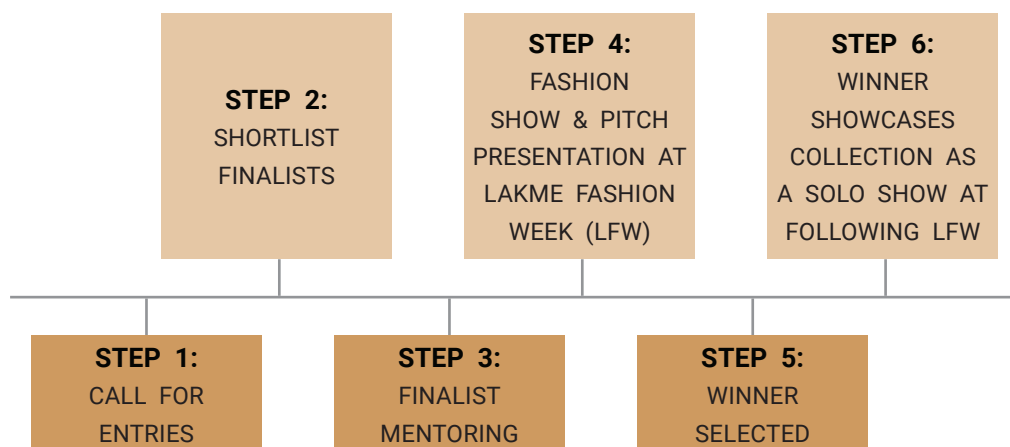 STEP 1:
CALL FOR
ENTRIES
STEP 2:
SHORTLIST
FINALISTS
STEP 3:
FINALIST
MENTORING
STEP 4:
FASHION
SHOW & PITCH
PRESENTATION AT
LAKME FASHION
WEEK (LFW)
STEP 5:
WINNER
SELECTED
STEP 6:
WINNER
SHOWCASES
COLLECTION AS
A SOLO SHOW AT
FOLLOWING LFW